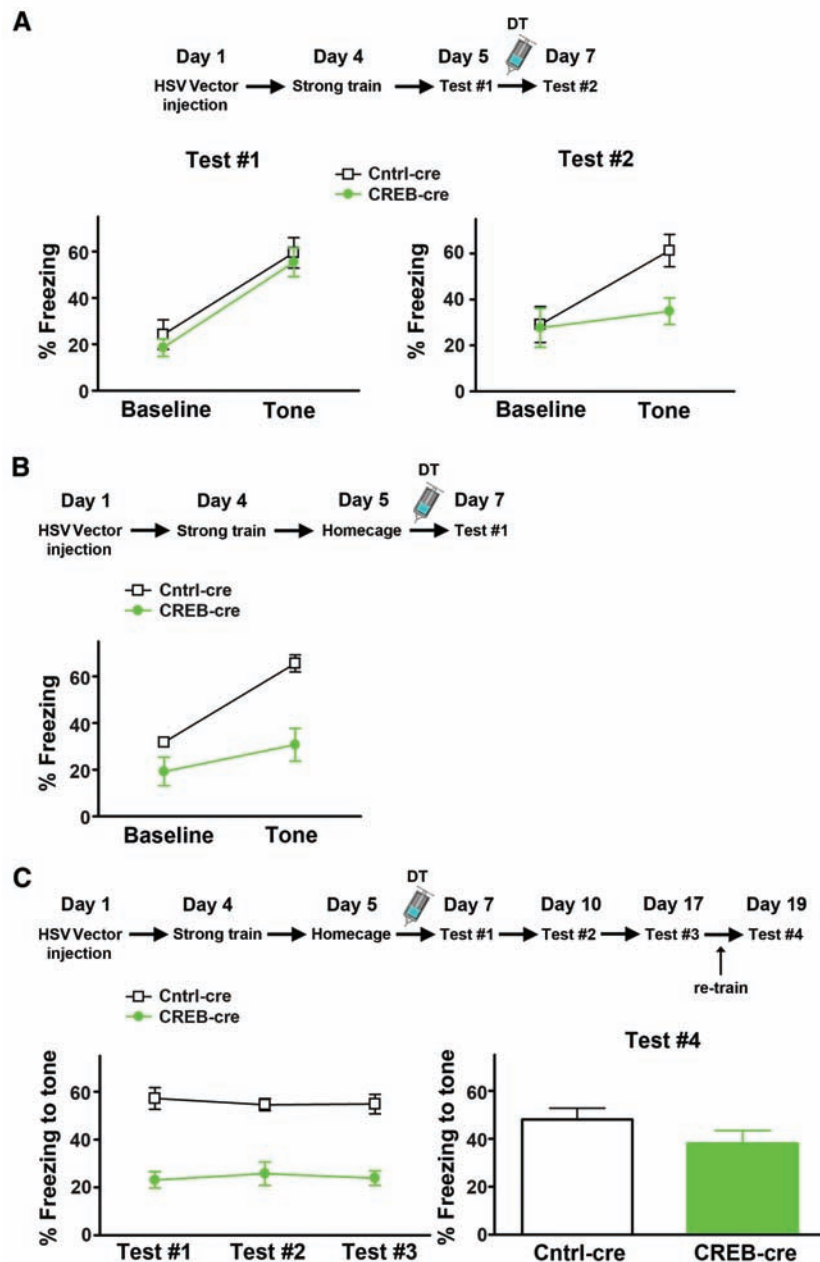 A
DT
Day 1 Day 4 Day 5 Day 7
HSV Vector Strong train Test #1 Test #2
injection
Test #1 Test #2
Cntrl-cre
CREB-cre
% Freezing
60
40
20
0
Baseline Tone
% Freezing
60
40
20
0
Baseline Tone
B
DT
Day 1 Day 4 Day 5 Day 7
HSV Vector Strong train Homecage Test #1
injection
Cntrl-cre
CREB-cre
% Freezing
60
40
20
0
Baseline Tone
C
DT
Day 1 Day 4 Day 5 Day 7 Day 10 Day 17 Day 19
HSV Vector Strong train Homecage Test #1 Test #2 Test #3 Test #4
injection
re-train
Cntrl-cre
CREB-cre
% Freezing to tone
60
40
20
0
Test #1 Test #2 Test #3
Test #4
% Freezing to tone
60
40
20
0
Cntrl-cre CREB-cre